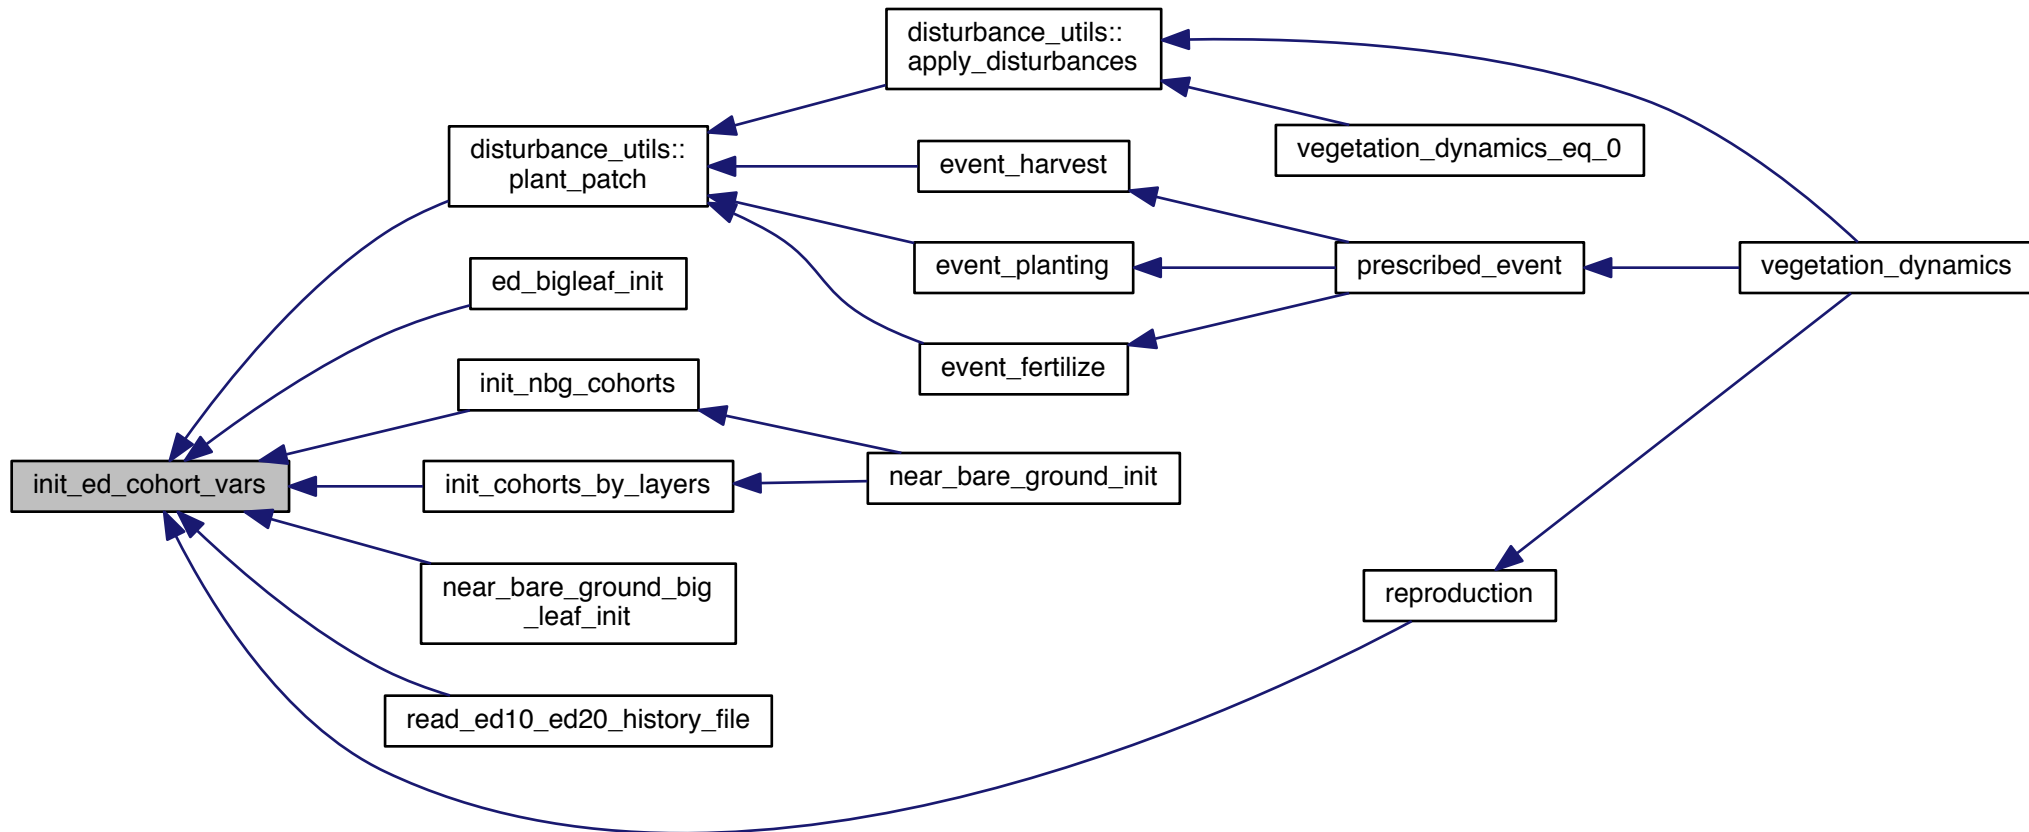 disturbance_utils::
apply_disturbances
disturbance_utils::
plant_patch
event_harvest
vegetation_dynamics_eq_0
ed_bigleaf_init
event_planting
prescribed_event
vegetation_dynamics
init_nbg_cohorts
event_fertilize
init_ed_cohort_vars
init_cohorts_by_layers
near_bare_ground_init
near_bare_ground_big
_leaf_init
reproduction
read_ed10_ed20_history_file